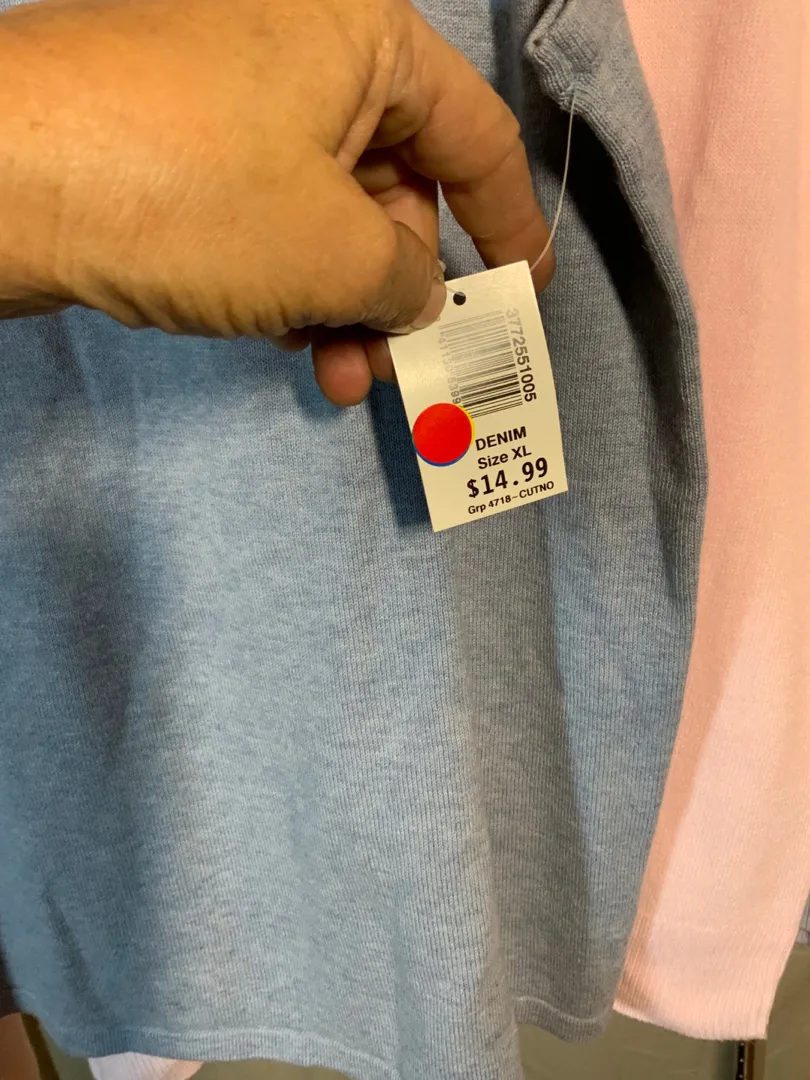 3772551005
DENIM
Size XL
$14.99
Grp 4718-CUTNO